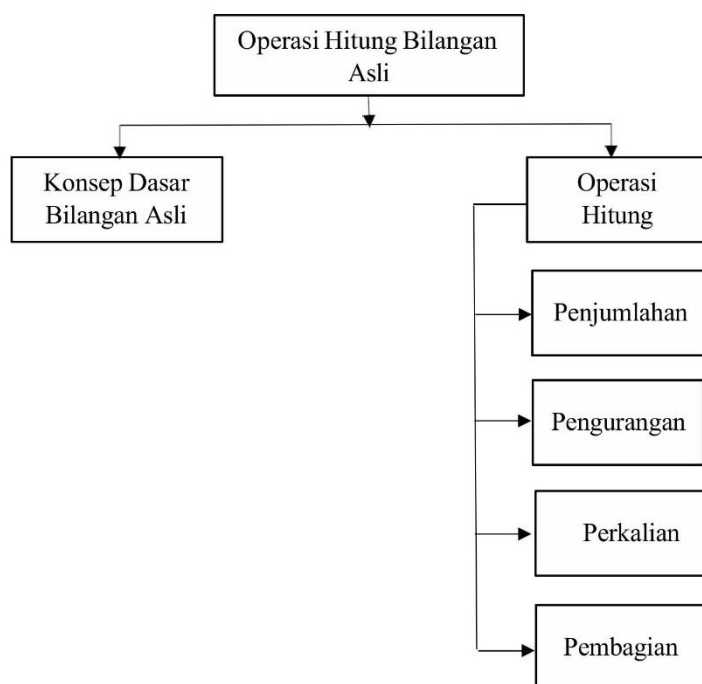 Operasi Hitung Bilangan
Asli
Konsep Dasar
Bilangan Asli
Operasi
Hitung
Penjumlahan
Pengurangan
Perkalian
Pembagian